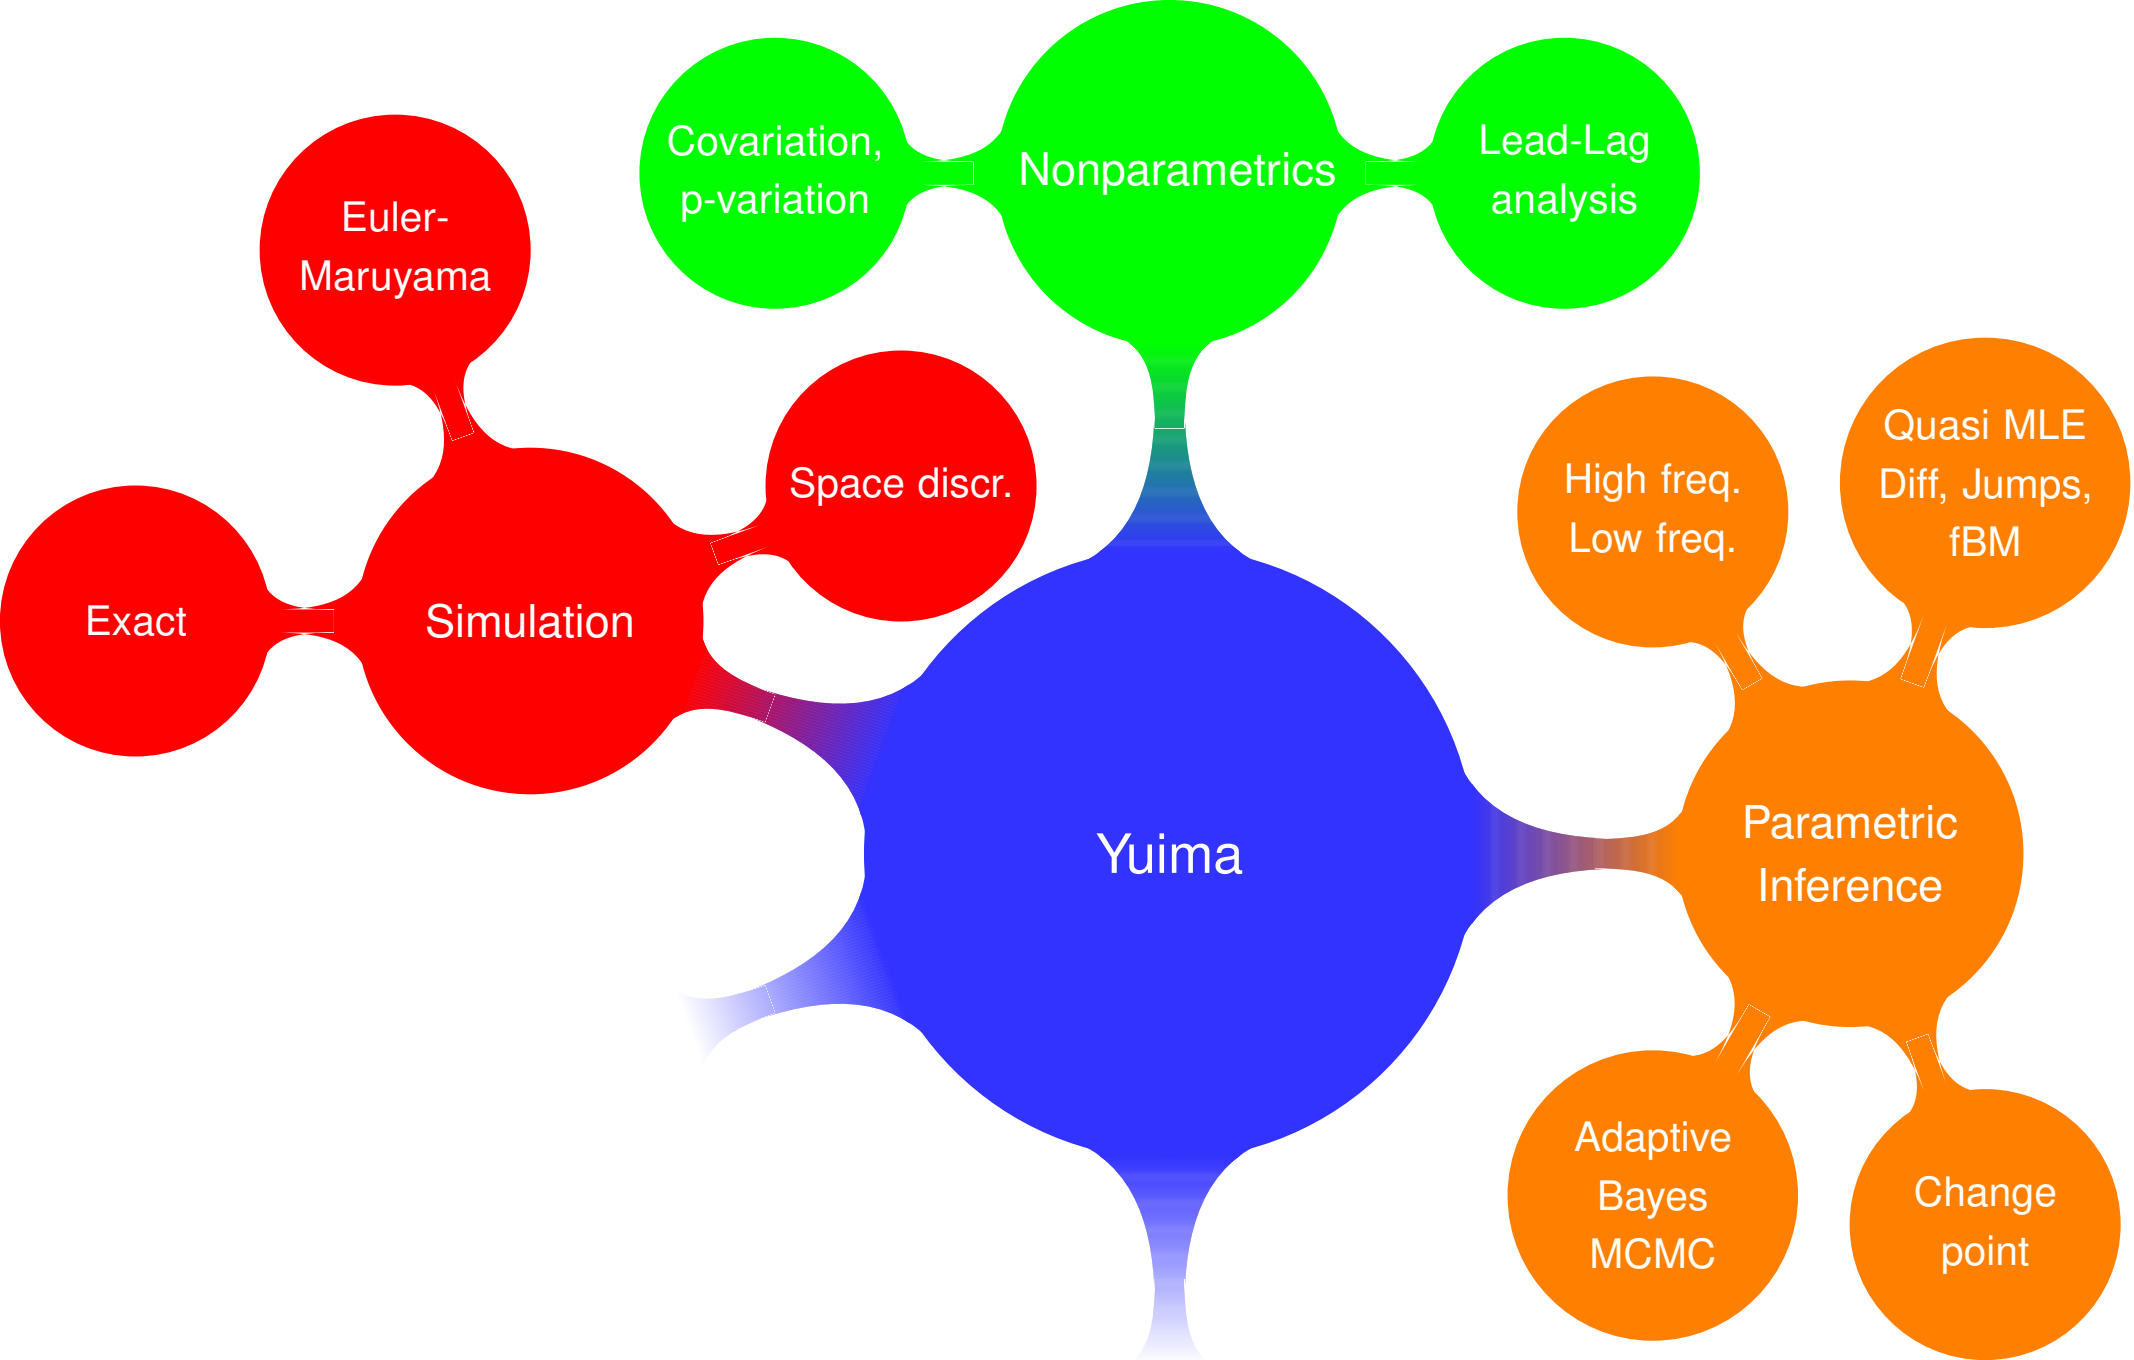 Covariation,
p-variation
Nonparametrics
Lead-Lag
analysis
Euler-
Maruyama
Space discr.
Exact
Simulation
High freq.
Low freq.
Quasi MLE
Diff, Jumps,
fBM
Yuima
Parametric
Inference
Adaptive
Bayes
MCMC
Change
point